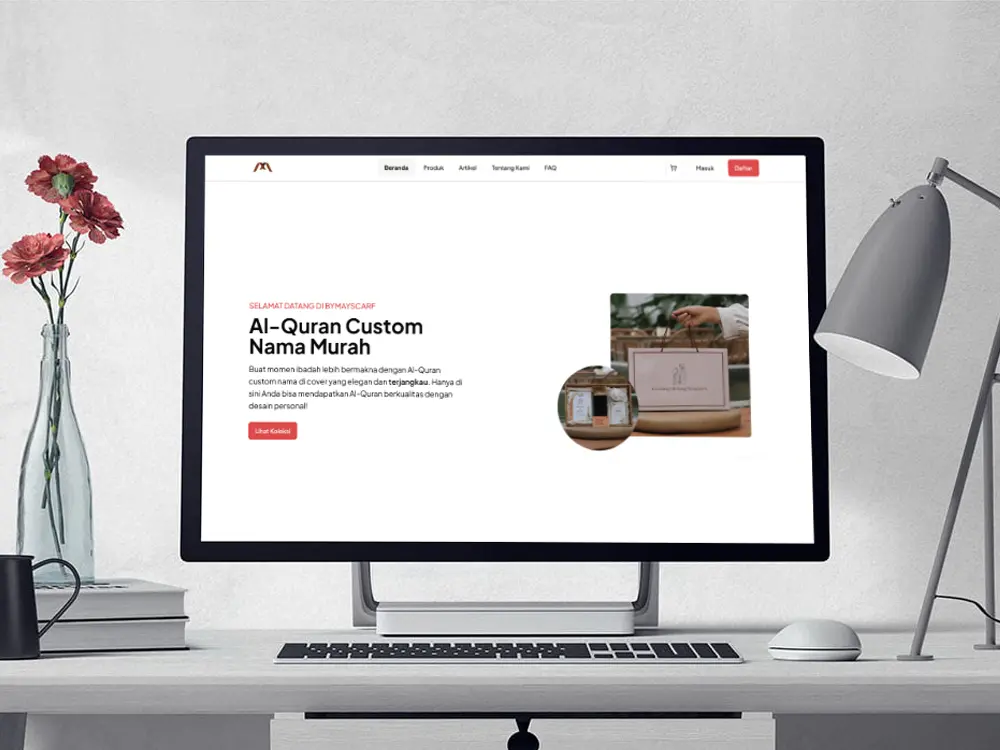 Beranda Produk Artikel Tentang Kami FAQ Masuk Daftar
SELAMAT DATANG DI BYMAYSCARF
Al-Quran Custom
Nama Murah
Buat momen ibadah lebih bermakna dengan Al-Quran
custom nama di cover yang elegan dan terjangkau. Hanya di
sini Anda bisa mendapatkan Al-Quran berkualitas dengan
desain personal!
Lihat Koleksi